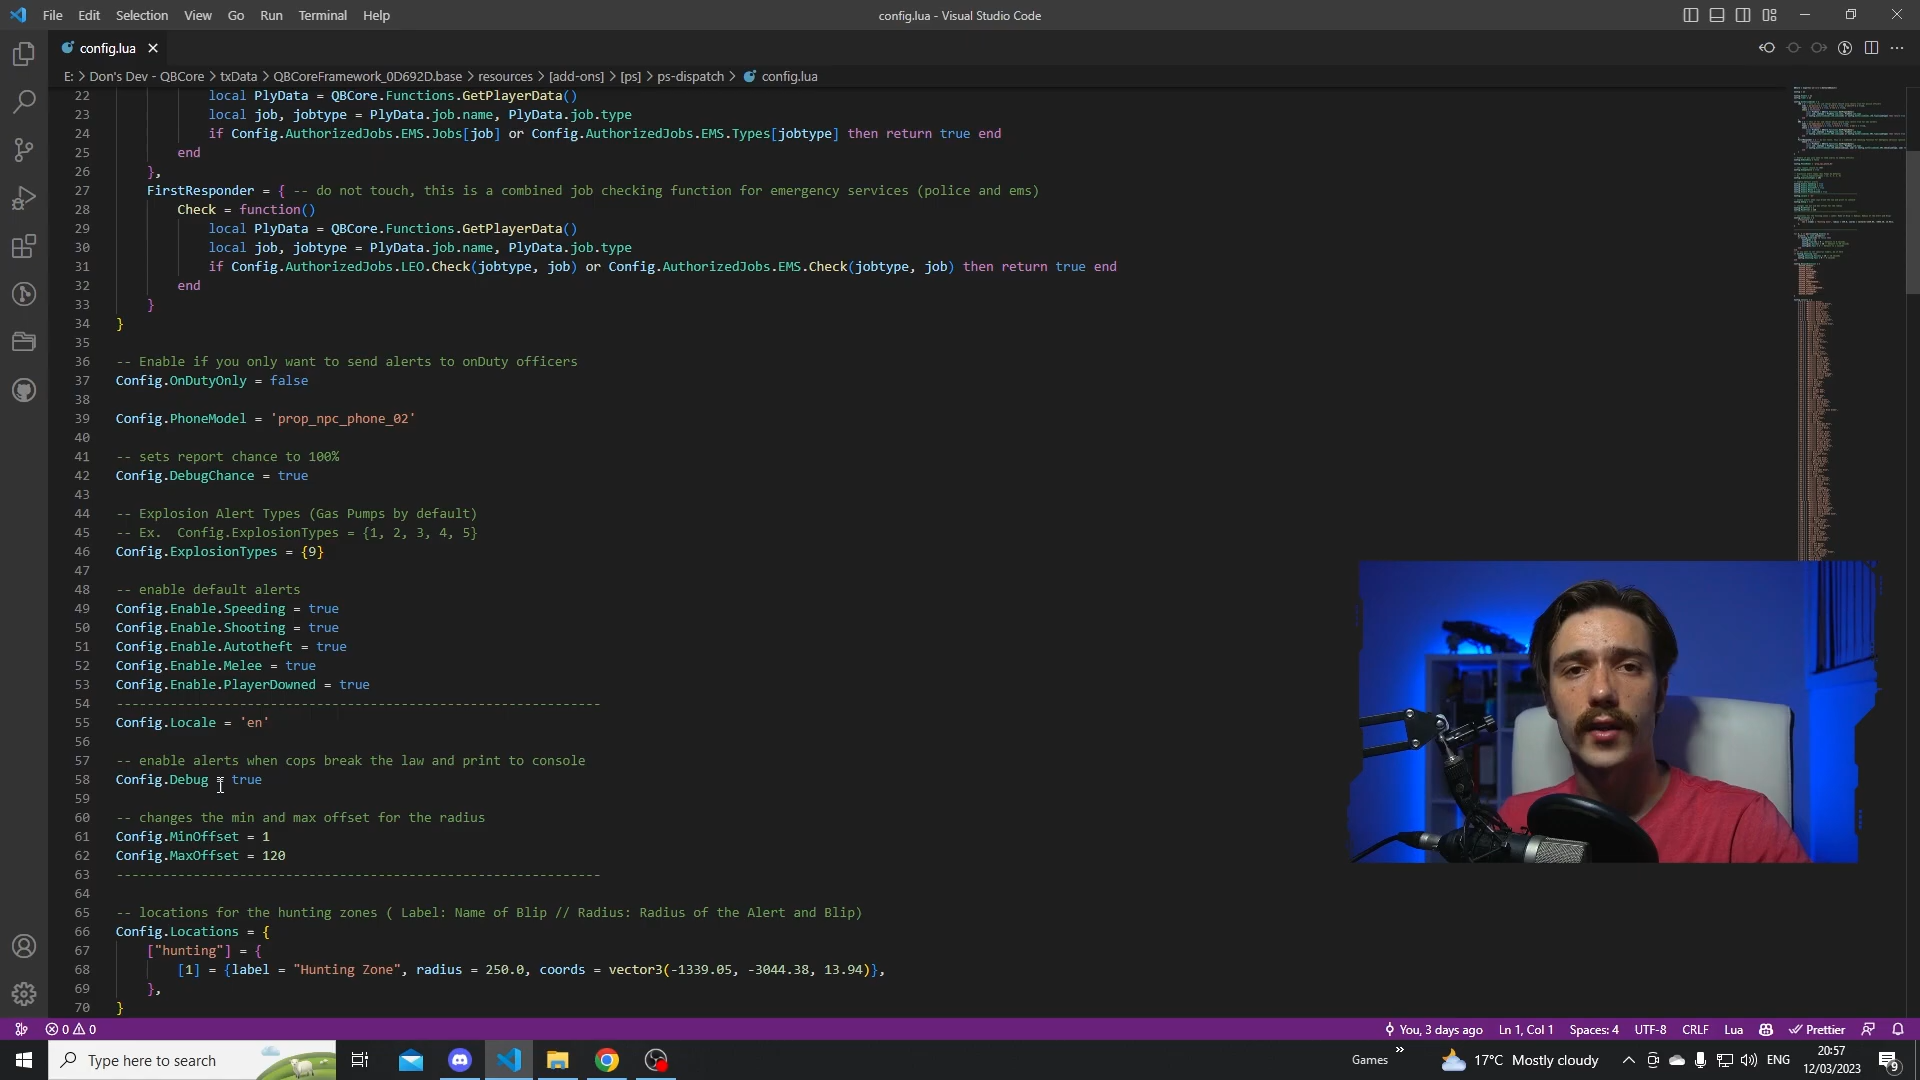 File Edit Selection View Go Run Terminal Help
config.lua - Visual Studio Code
config.lua
E: > Don's Dev - QBCore > txData > QBCoreFramework_0D692D.base > resources > [add-ons] > [ps] > ps-dispatch > config.lua
22 local PlyData = QBCore.Functions.GetPlayerData()
23 local job, jobtype = PlyData.job.name, PlyData.job.type
24 if Config.AuthorizedJobs.EMS.Jobs[job] or Config.AuthorizedJobs.EMS.Types[jobtype] then return true end
25 end
26 },
27 FirstResponder = { -- do not touch, this is a combined job checking function for emergency services (police and ems)
28 Check = function()
29 local PlyData = QBCore.Functions.GetPlayerData()
30 local job, jobtype = PlyData.job.name, PlyData.job.type
31 if Config.AuthorizedJobs.LEO.Check(jobtype, job) or Config.AuthorizedJobs.EMS.Check(jobtype, job) then return true end
32 end
33 }
34 }
35
36 -- Enable if you only want to send alerts to onDuty officers
37 Config.OnDutyOnly = false
38
39 Config.PhoneModel = 'prop_npc_phone_02'
40
41 -- sets report chance to 100%
42 Config.DebugChance = true
43
44 -- Explosion Alert Types (Gas Pumps by default)
45 -- Ex. Config.ExplosionTypes = {1, 2, 3, 4, 5}
46 Config.ExplosionTypes = {9}
47
48 -- enable default alerts
49 Config.Enable.Speeding = true
50 Config.Enable.Shooting = true
51 Config.Enable.Autotheft = true
52 Config.Enable.Melee = true
53 Config.Enable.PlayerDowned = true
54 ---------------------------------------------------------------
55 Config.Locale = 'en'
56
57 -- enable alerts when cops break the law and print to console
58 Config.Debug = true
59
60 -- changes the min and max offset for the radius
61 Config.MinOffset = 1
62 Config.MaxOffset = 120
63 ---------------------------------------------------------------
64
65 -- locations for the hunting zones ( Label: Name of Blip // Radius: Radius of the Alert and Blip)
66 Config.Locations = {
67 ["hunting"] = {
68 [1] = {label = "Hunting Zone", radius = 250.0, coords = vector3(-1339.05, -3044.38, 13.94)},
69 },
70 }
0 0 You, 3 days ago Ln 1, Col 1 Spaces: 4 UTF-8 CRLF Lua Prettier
Type here to search Games 17°C Mostly cloudy ENG 20:57
12/03/2023 9